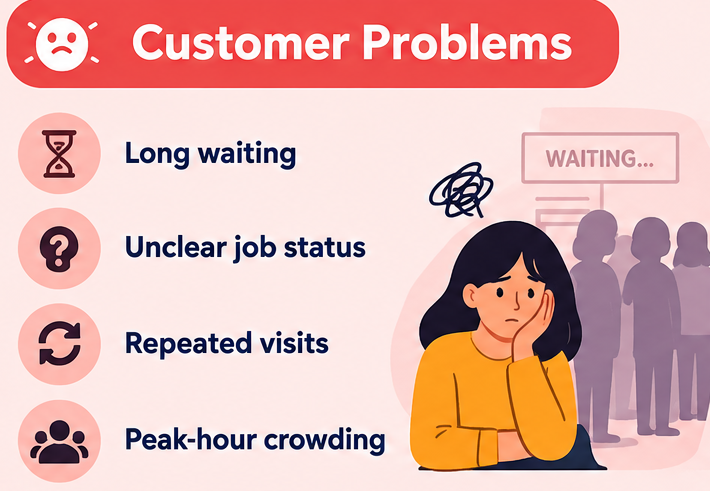 Customer Problems
Long waiting
WAITING...
Unclear job status
Repeated visits
Peak-hour crowding